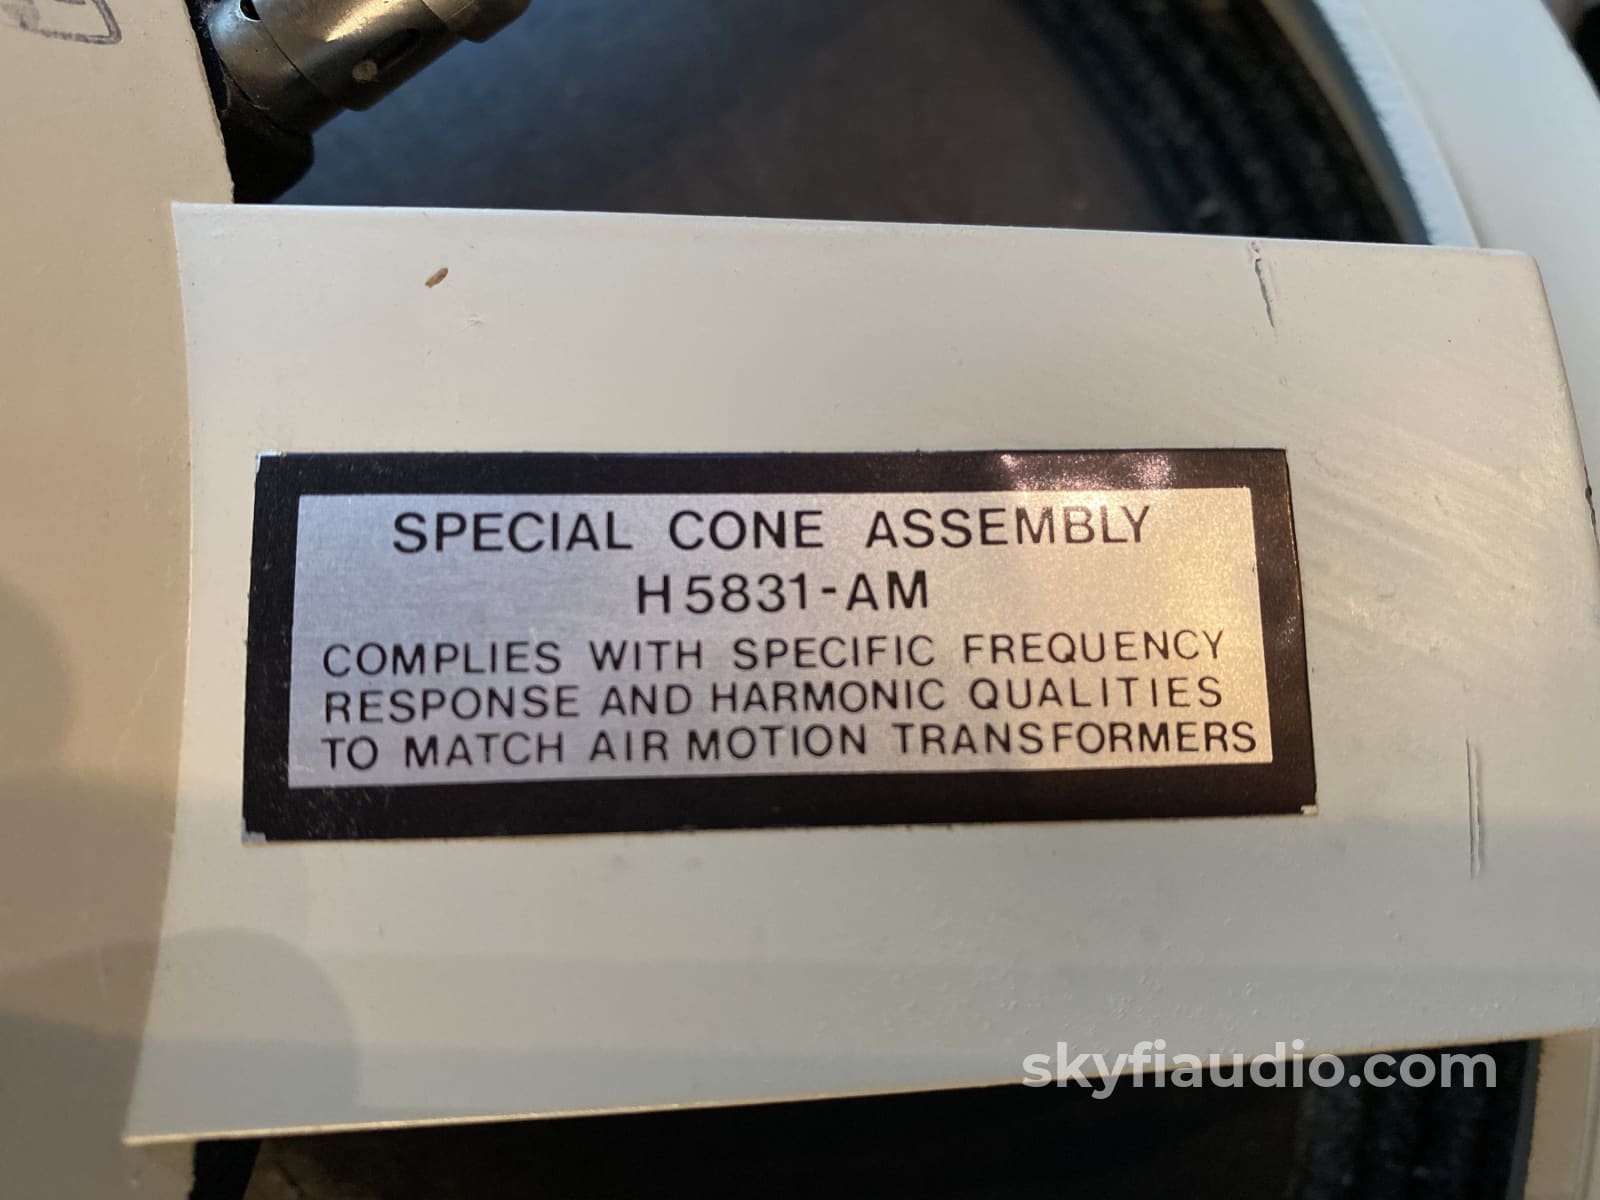 SPECIAL CONE ASSEMBLY
H5831-AM
COMPLIES WITH SPECIFIC FREQUENCY
RESPONSE AND HARMONIC QUALITIES
TO MATCH AIR MOTION TRANSFORMERS
skyfiaudio.com